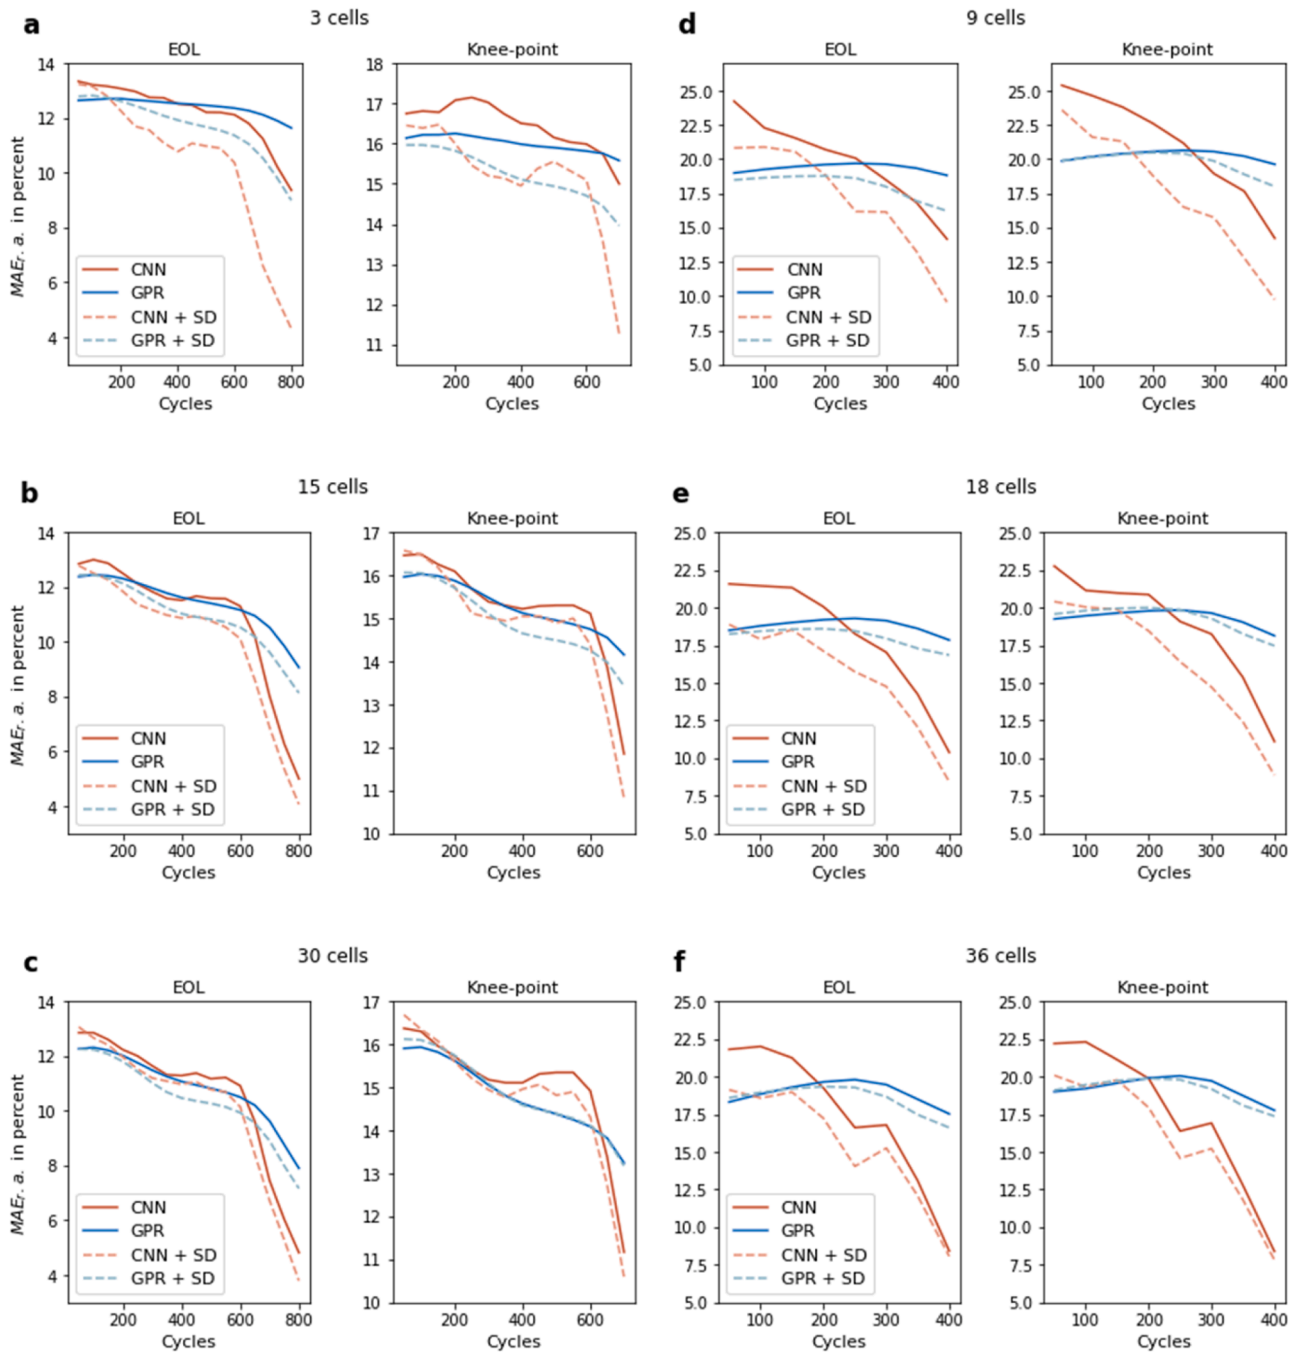 a
3 cells
EOL
Knee-point
14
12
10
8
6
4
MAE_r. a. in percent
CNN
GPR
CNN + SD
GPR + SD
200 400 600 800
Cycles
18
17
16
15
14
13
12
11
200 400 600
Cycles
d
9 cells
EOL
Knee-point
25.0
22.5
20.0
17.5
15.0
12.5
10.0
7.5
5.0
CNN
GPR
CNN + SD
GPR + SD
100 200 300 400
Cycles
25.0
22.5
20.0
17.5
15.0
12.5
10.0
7.5
5.0
100 200 300 400
Cycles
b
15 cells
EOL
Knee-point
14
12
10
8
6
4
MAE_r. a. in percent
CNN
GPR
CNN + SD
GPR + SD
200 400 600 800
Cycles
17
16
15
14
13
12
11
10
200 400 600
Cycles
e
18 cells
EOL
Knee-point
25.0
22.5
20.0
17.5
15.0
12.5
10.0
7.5
5.0
CNN
GPR
CNN + SD
GPR + SD
100 200 300 400
Cycles
25.0
22.5
20.0
17.5
15.0
12.5
10.0
7.5
5.0
100 200 300 400
Cycles
c
30 cells
EOL
Knee-point
14
12
10
8
6
4
MAE_r. a. in percent
CNN
GPR
CNN + SD
GPR + SD
200 400 600 800
Cycles
17
16
15
14
13
12
11
10
200 400 600
Cycles
f
36 cells
EOL
Knee-point
25.0
22.5
20.0
17.5
15.0
12.5
10.0
7.5
5.0
CNN
GPR
CNN + SD
GPR + SD
100 200 300 400
Cycles
25.0
22.5
20.0
17.5
15.0
12.5
10.0
7.5
5.0
100 200 300 400
Cycles